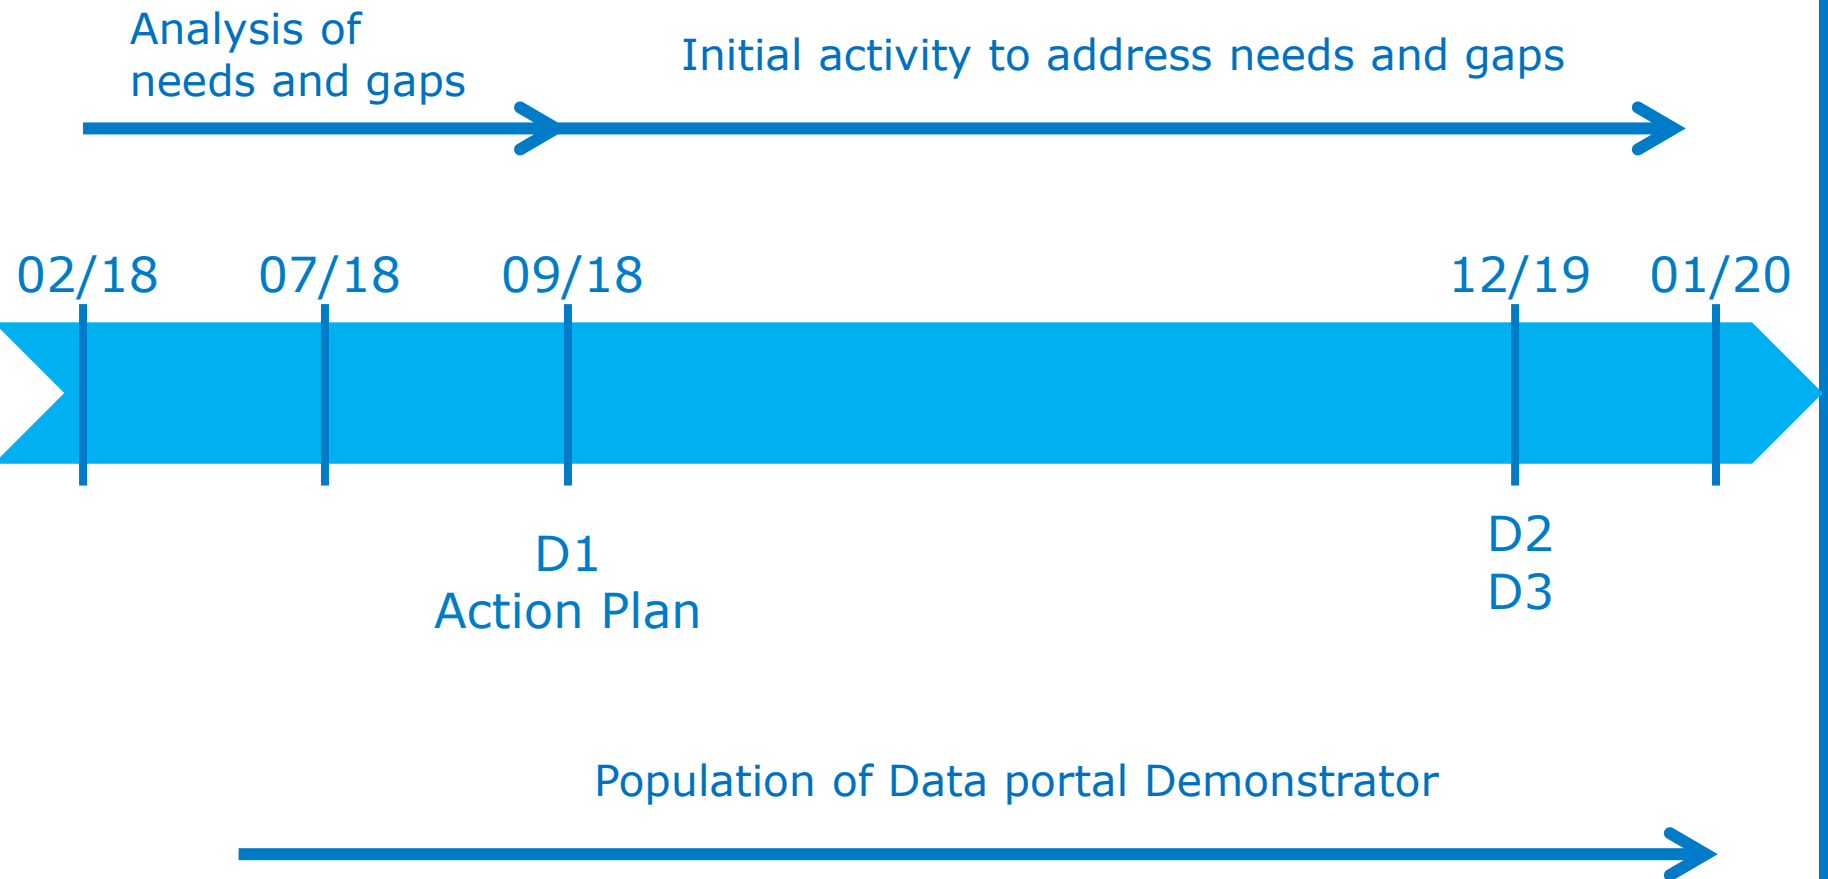 Analysis of
needs and gaps
Initial activity to address needs and gaps
02/18
07/18
09/18
12/19
01/20
D1
Action Plan
D2
D3
Population of Data portal Demonstrator